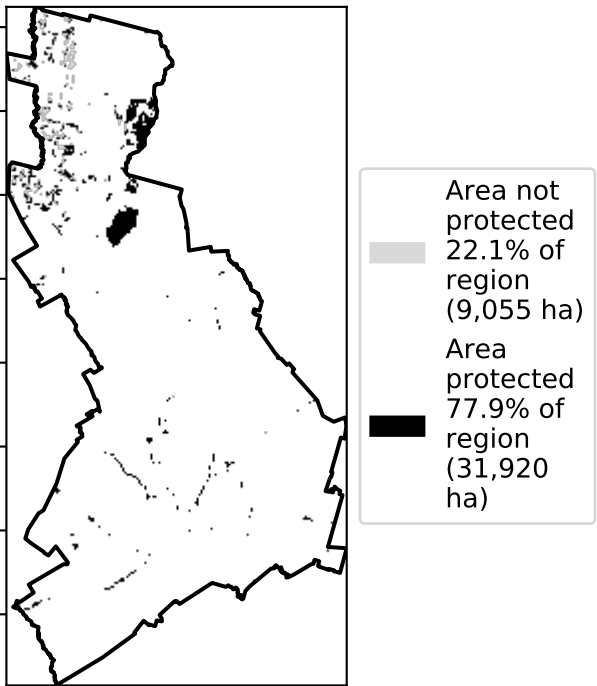 Area not
protected
22.1% of
region
(9,055 ha)
Area
protected
77.9% of
region
(31,920
ha)